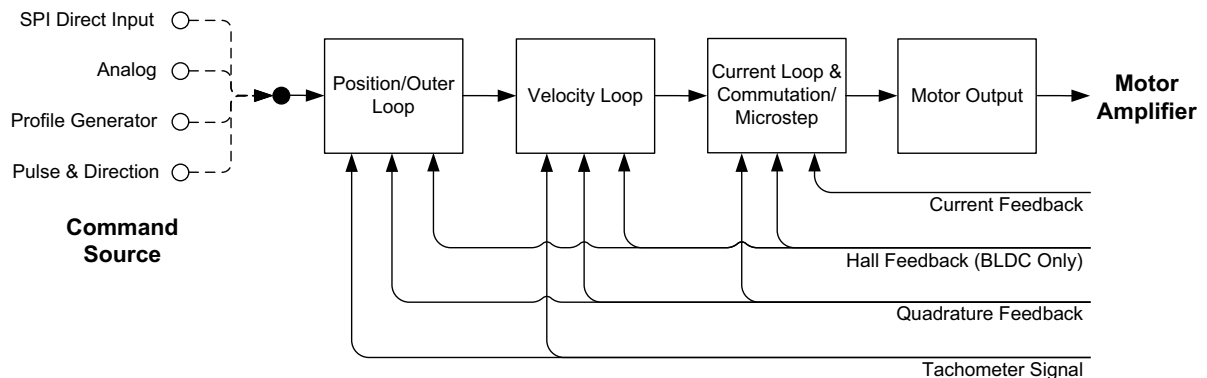 SPI Direct Input
Analog
Profile Generator
Pulse & Direction
Command
Source
Position/Outer
Loop
Velocity Loop
Current Loop &
Commutation/
Microstep
Motor Output
Motor
Amplifier
Current Feedback
Hall Feedback (BLDC Only)
Quadrature Feedback
Tachometer Signal